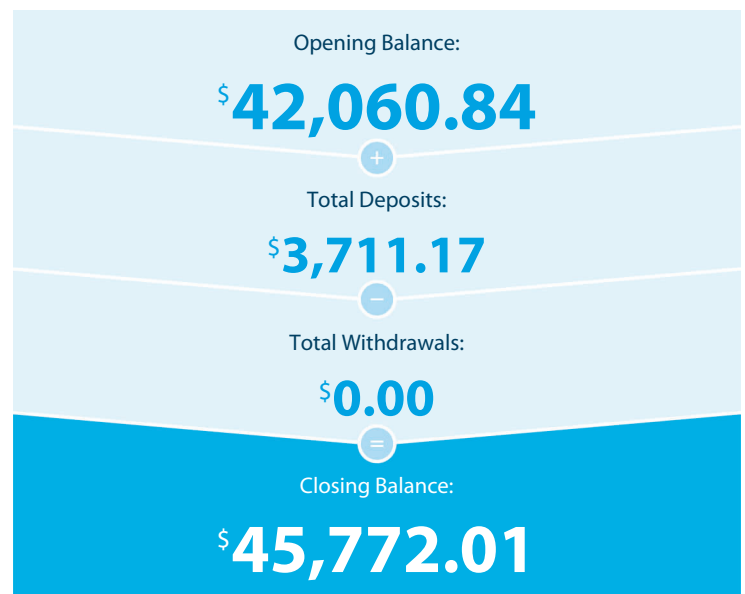 Opening Balance:
$42,060.84
+
Total Deposits:
$3,711.17
−
Total Withdrawals:
$0.00
=
Closing Balance:
$45,772.01